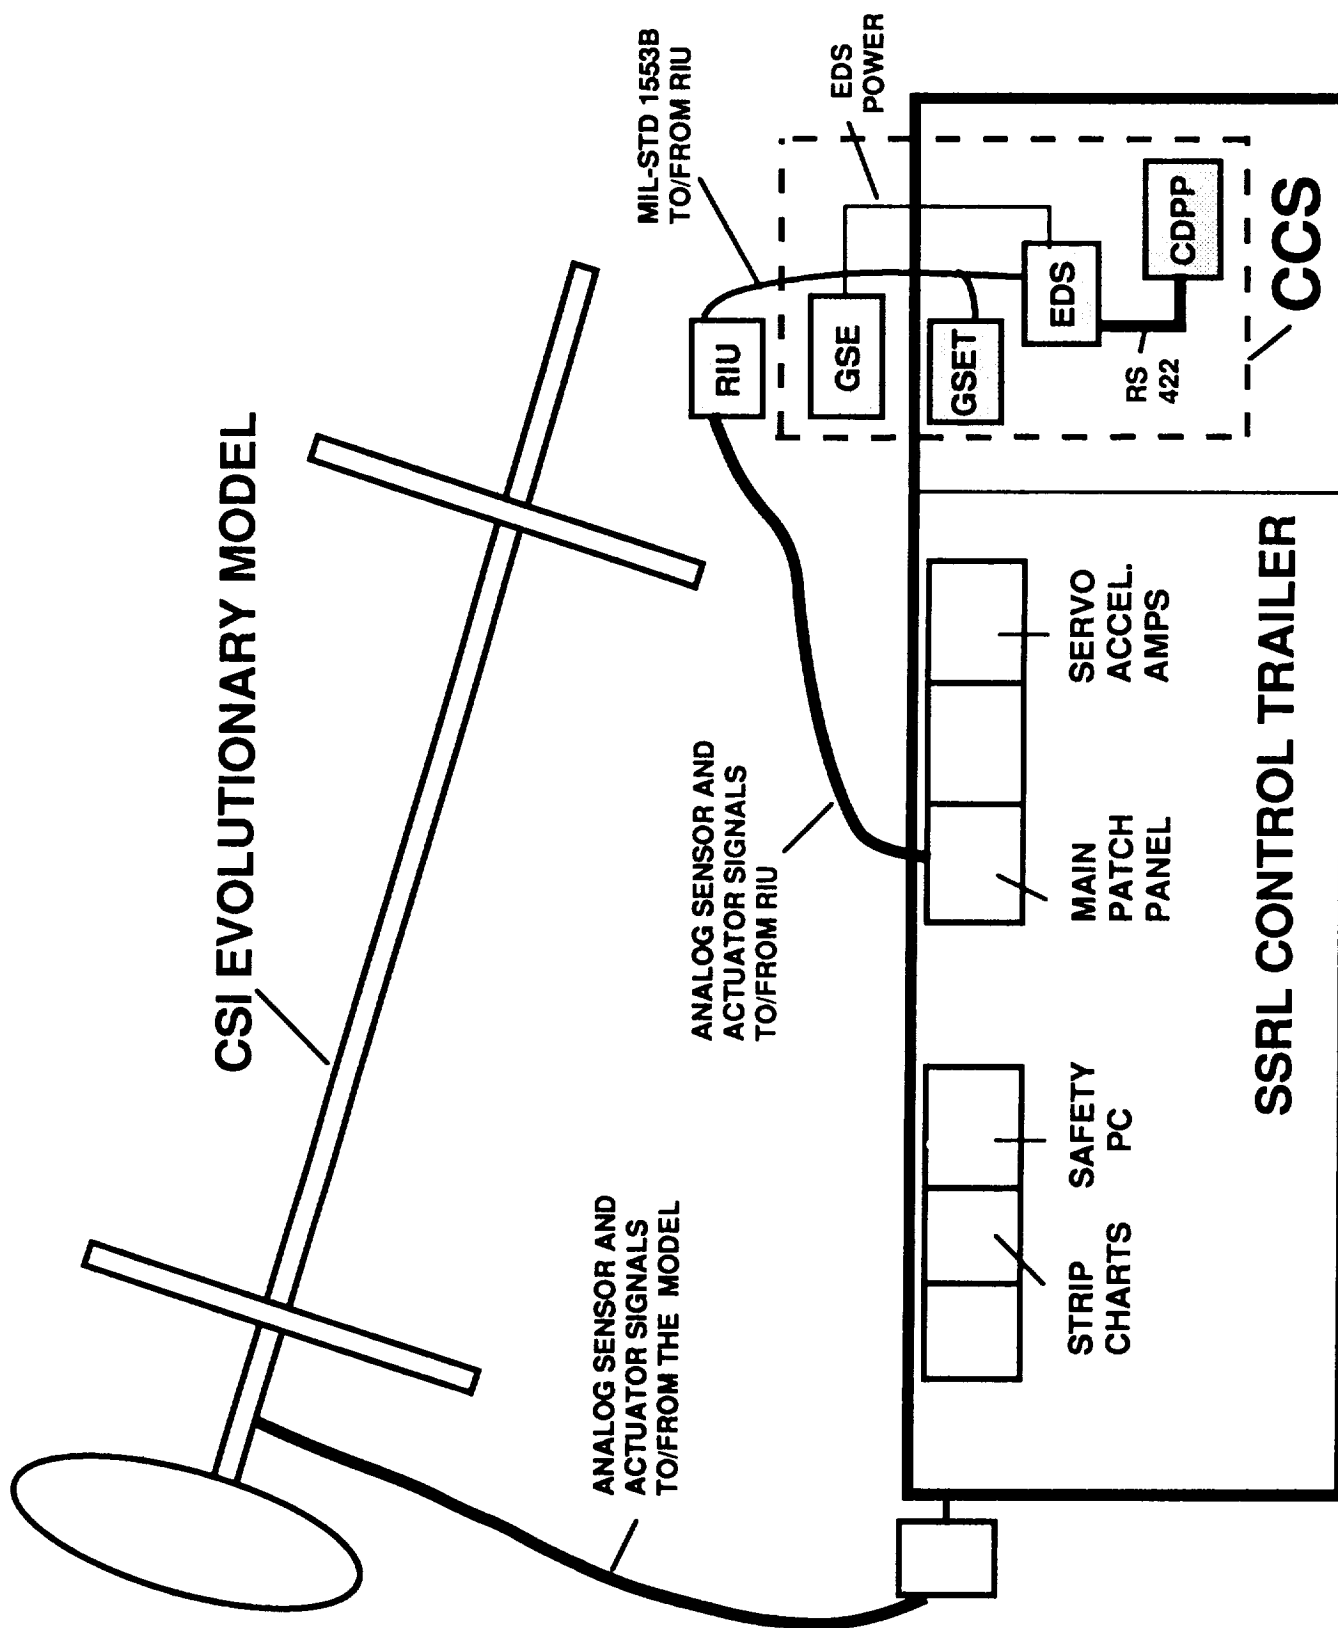 CSI EVOLUTIONARY MODEL
ANALOG SENSOR AND
ACTUATOR SIGNALS
TO/FROM THE MODEL
ANALOG SENSOR AND
ACTUATOR SIGNALS
TO/FROM RIU
MIL-STD 1553B
TO/FROM RIU
EDS
POWER
RIU
GSE
GSET
EDS
CDPP
RS
422
CCS
STRIP
CHARTS
SAFETY
PC
MAIN
PATCH
PANEL
SERVO
ACCEL.
AMPS
SSRL CONTROL TRAILER